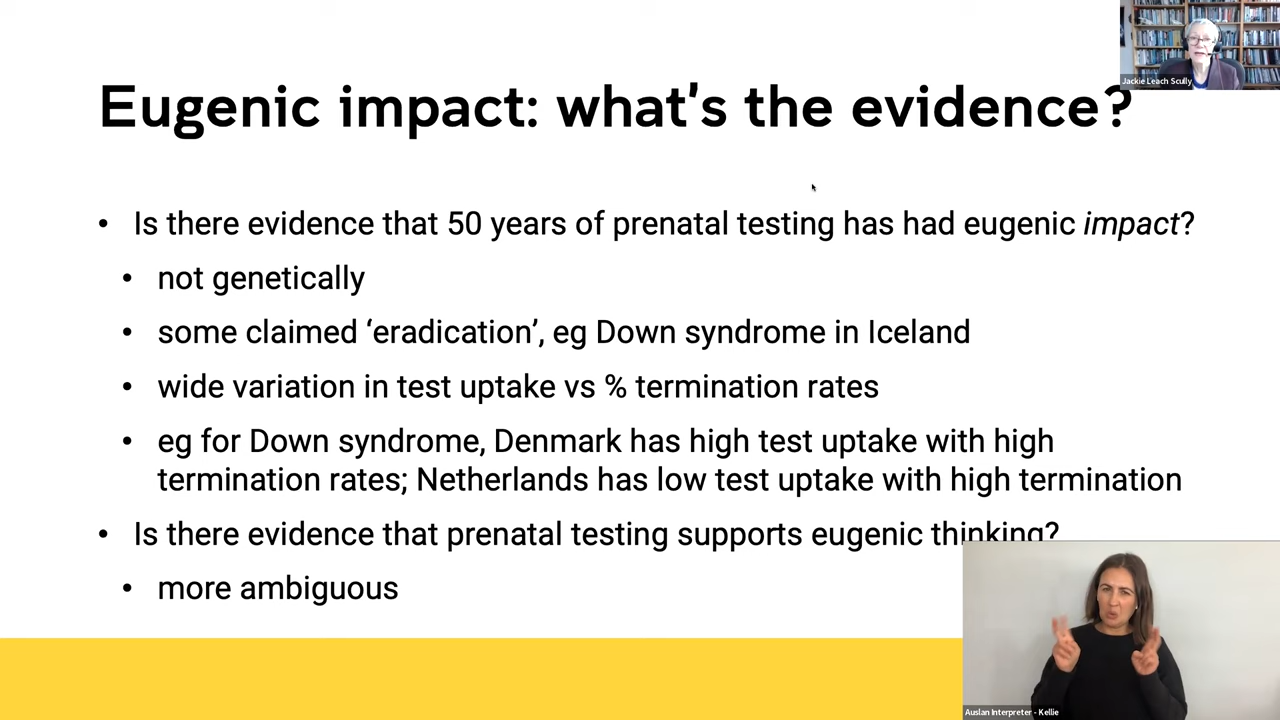 Jackie Leach Scully
Eugenic impact: what's the evidence?
• Is there evidence that 50 years of prenatal testing has had eugenic impact?
• not genetically
• some claimed ‘eradication’, eg Down syndrome in Iceland
• wide variation in test uptake vs % termination rates
• eg for Down syndrome, Denmark has high test uptake with high
termination rates; Netherlands has low test uptake with high termination
• Is there evidence that prenatal testing supports eugenic thinking?
• more ambiguous
Auslan Interpreter - Kellie